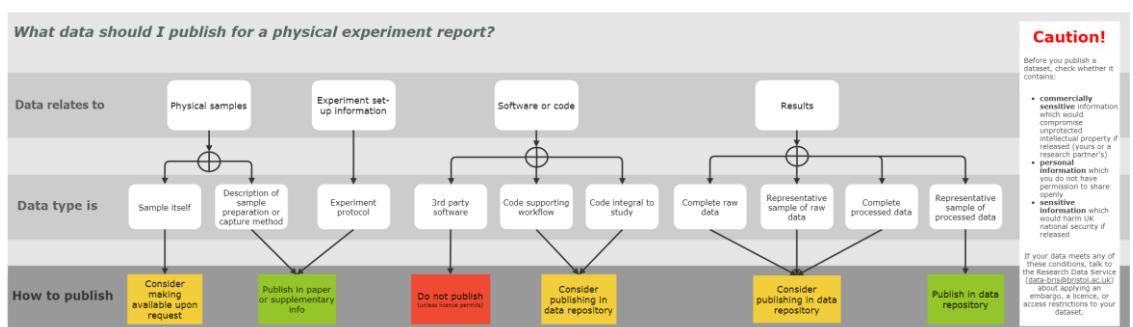 What data should I publish for a physical experiment report?
Data relates to
Physical samples
Experiment set-
up information
Software or code
Results
Data type is
Sample itself
Description of
sample
preparation or
capture method
Experiment
protocol
3rd party
software
Code supporting
workflow
Code integral to
study
Complete raw
data
Representative
sample of raw
data
Complete
processed data
Representative
sample of
processed data
How to publish
Consider
making
available upon
request
Publish in paper
or supplementary
info
Do not publish
(unless licence permits)
Consider
publishing in
data repository
Consider
publishing in data
repository
Publish in data
repository
Caution!
Before you publish a
dataset, check whether it
contains:
• commercially
sensitive information
which would
compromise
unprotected
intellectual property if
released (yours or a
research partner's)
• personal
information which
you do not have
permission to share
openly
• sensitive
information which
would harm UK
national security if
released
If your data meets any of
these conditions, talk to
the Research Data Service
(data-bris@bristol.ac.uk)
about applying an
embargo, a licence, or
access restrictions to your
dataset.